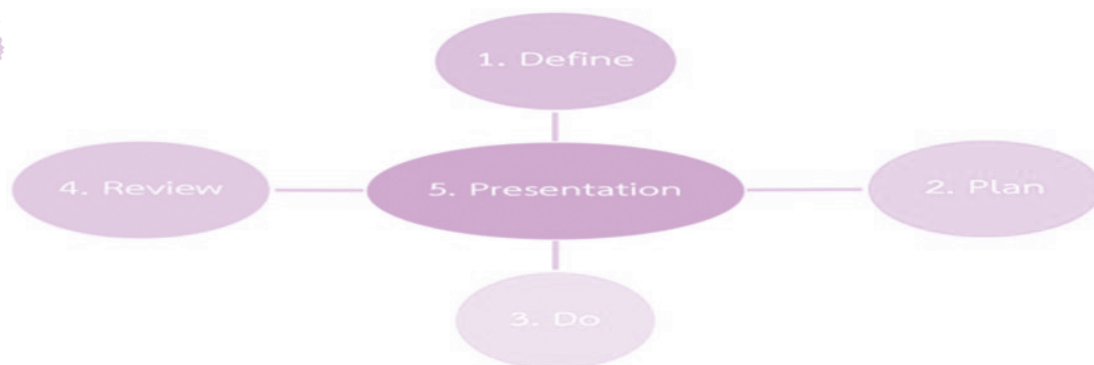 1. Define
4. Review
5. Presentation
2. Plan
3. Do